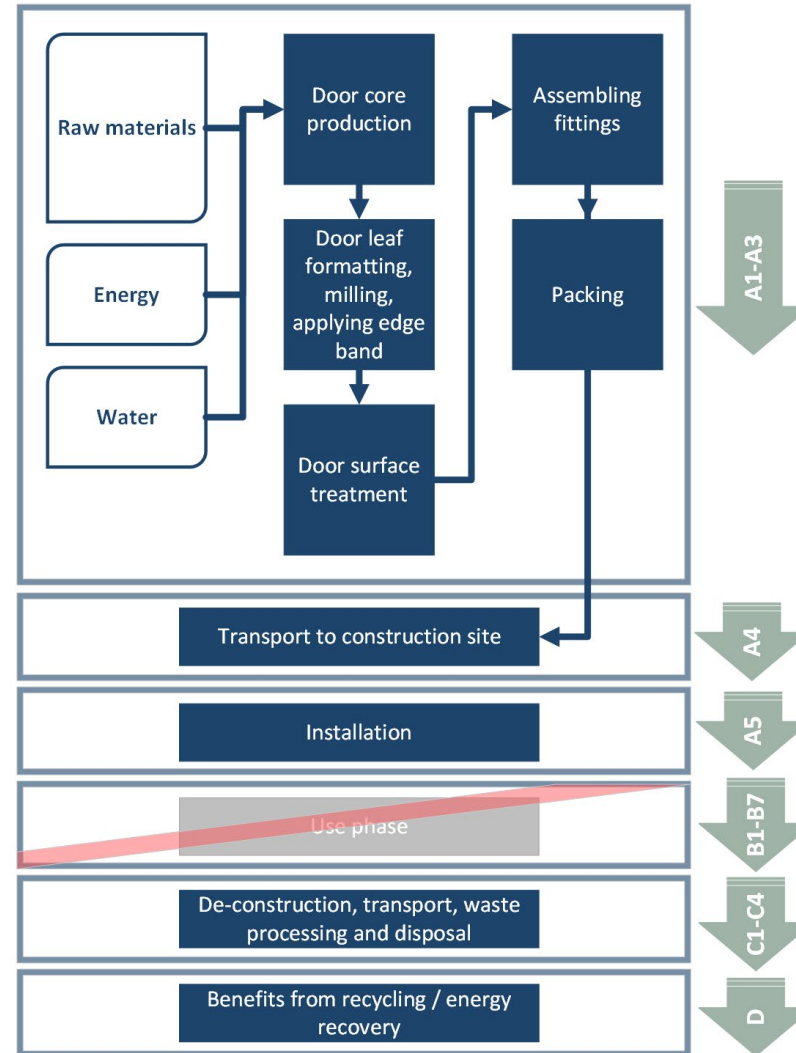 Raw materials
Energy
Water
Door core
production
Door leaf
formatting,
milling,
applying edge
band
Door surface
treatment
Assembling
fittings
Packing
A1-A3
Transport to construction site
A4
Installation
A5
Use phase
B1-B7
De-construction, transport, waste
processing and disposal
C1-C4
Benefits from recycling / energy
recovery
D